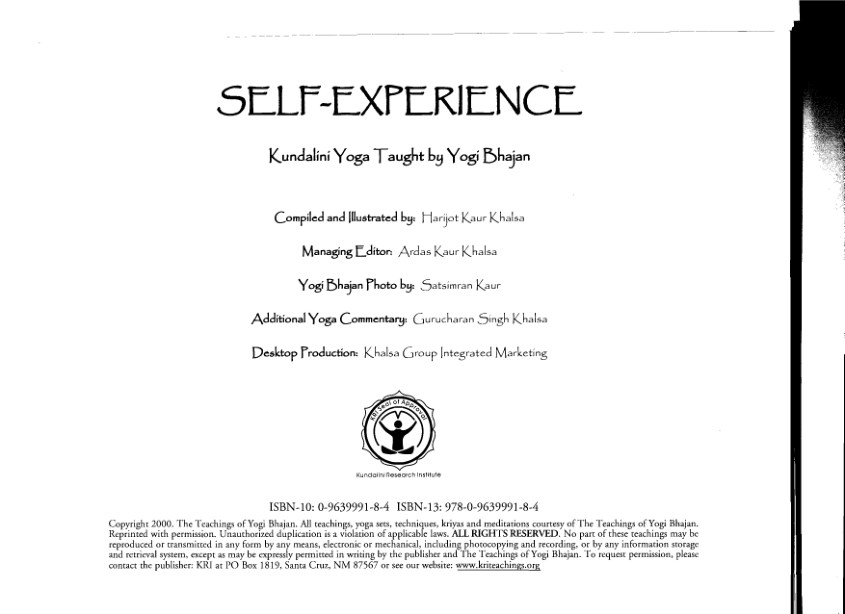 SELF-EXPERIENCE
Kundalini Yoga Taught by Yogi Bhajan
Compiled and Illustrated by: Harijot Kaur Khalsa
Managing Editor: Ardas Kaur Khalsa
Yogi Bhajan Photo by: Satsimran Kaur
Additional Yoga Commentary: Gurucharan Singh Khalsa
Desktop Production: Khalsa Group Integrated Marketing
KRI Seal of Approval
Kundalini Research Institute
ISBN-10: 0-9639991-8-4 ISBN-13: 978-0-9639991-8-4
Copyright 2000. The Teachings of Yogi Bhajan. All teachings, yoga sets, techniques, kriyas and meditations courtesy of The Teachings of Yogi Bhajan.
Reprinted with permission. Unauthorized duplication is a violation of applicable laws. ALL RIGHTS RESERVED. No part of these teachings may be
reproduced or transmitted in any form by any means, electronic or mechanical, including photocopying and recording, or by any information storage
and retrieval system, except as may be expressly permitted in writing by the publisher and The Teachings of Yogi Bhajan. To request permission, please
contact the publisher: KRI at PO Box 1819, Santa Cruz, NM 87567 or see our website: www.kriteachings.org